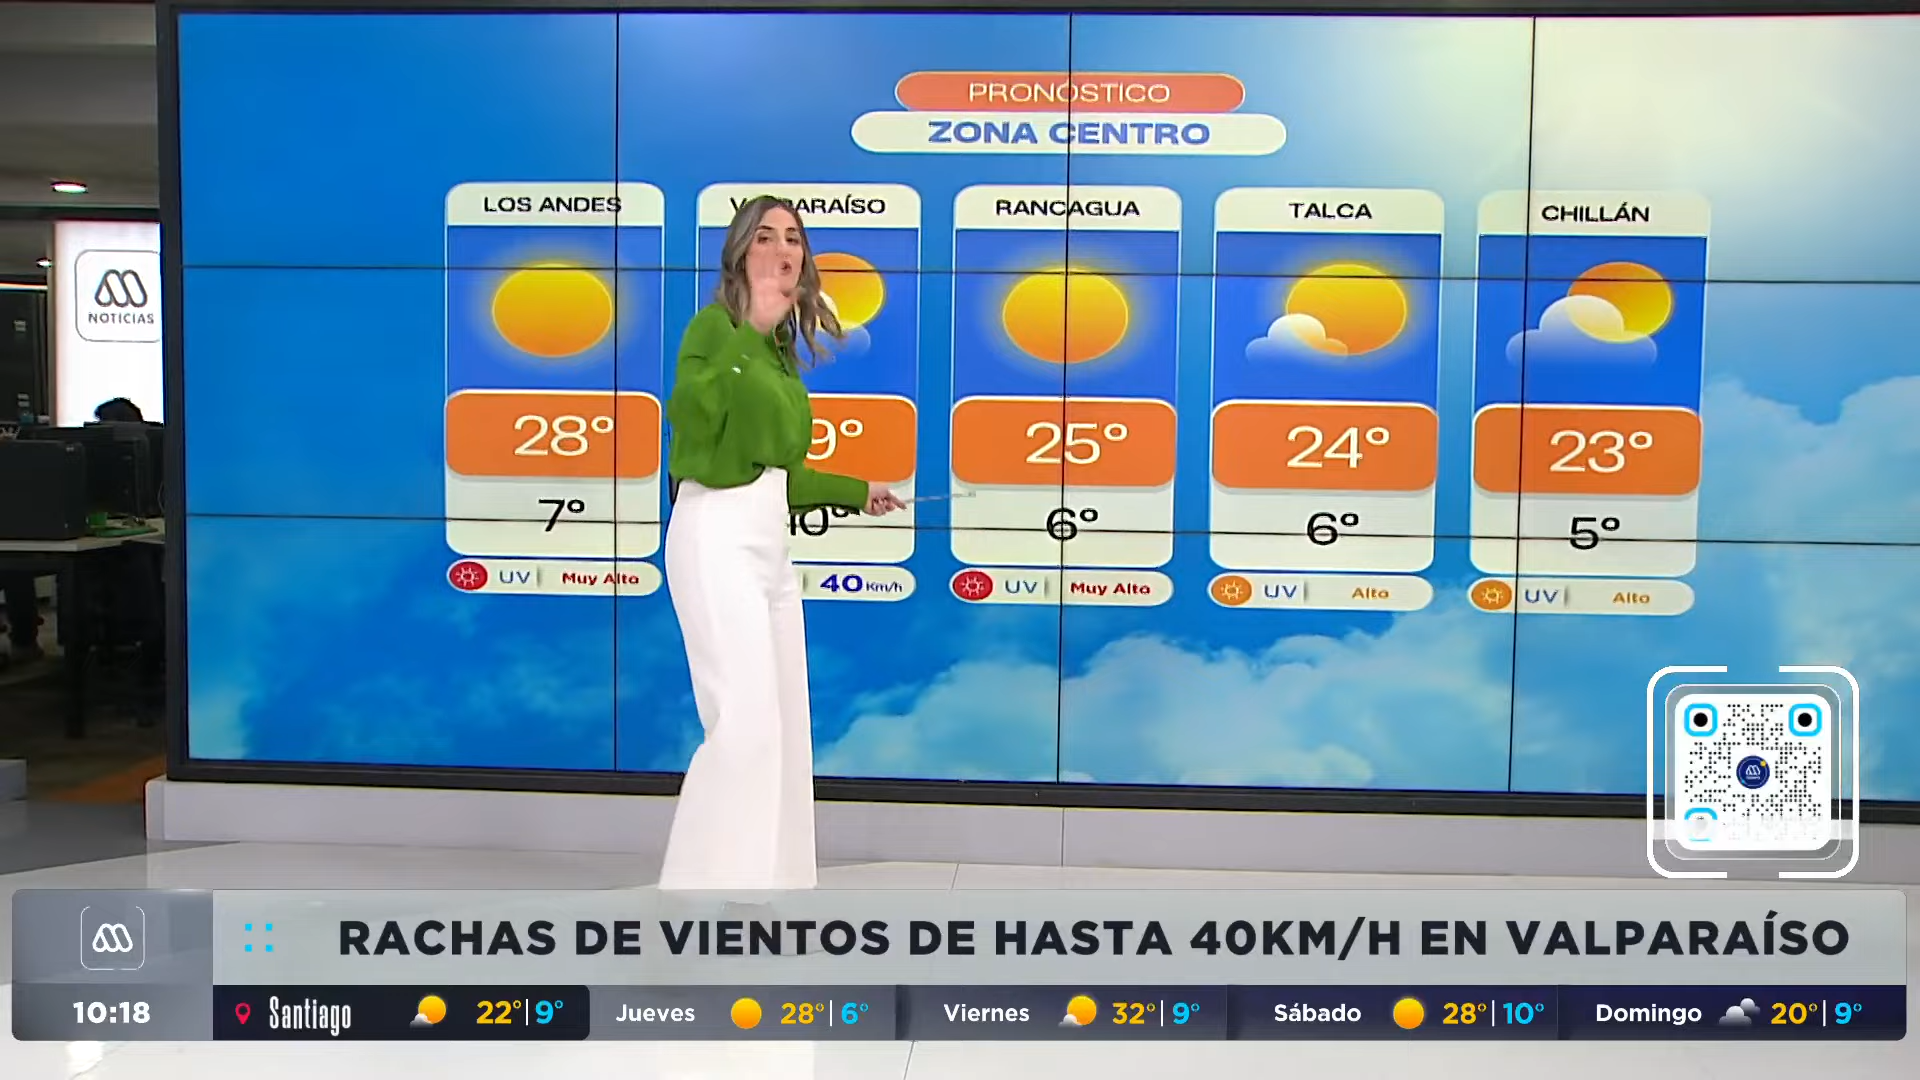 PRONÓSTICO
ZONA CENTRO
LOS ANDES
28°
7°
UV | Muy Alto
40 Km/h
RANCAGUA
25°
6°
UV | Muy Alto
TALCA
24°
6°
UV | Alto
CHILLÁN
23°
5°
UV | Alto
NOTICIAS
RACHAS DE VIENTOS DE HASTA 40KM/H EN VALPARAÍSO
10:18
Santiago 22°|9°
Jueves 28°|6°
Viernes 32°|9°
Sábado 28°|10°
Domingo 20°|9°